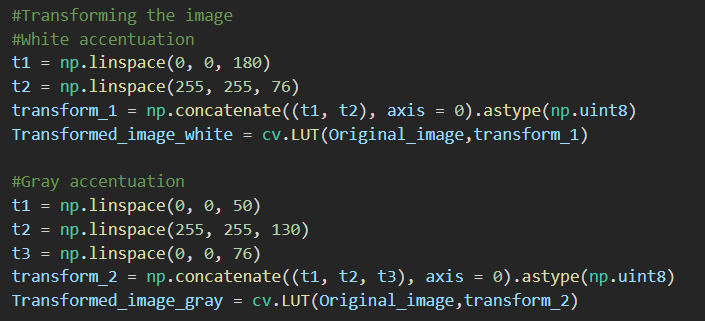 #Transforming the image
#White accentuation
t1 = np.linspace(0, 0, 180)
t2 = np.linspace(255, 255, 76)
transform_1 = np.concatenate((t1, t2), axis = 0).astype(np.uint8)
Transformed_image_white = cv.LUT(Original_image,transform_1)

#Gray accentuation
t1 = np.linspace(0, 0, 50)
t2 = np.linspace(255, 255, 130)
t3 = np.linspace(0, 0, 76)
transform_2 = np.concatenate((t1, t2, t3), axis = 0).astype(np.uint8)
Transformed_image_gray = cv.LUT(Original_image,transform_2)